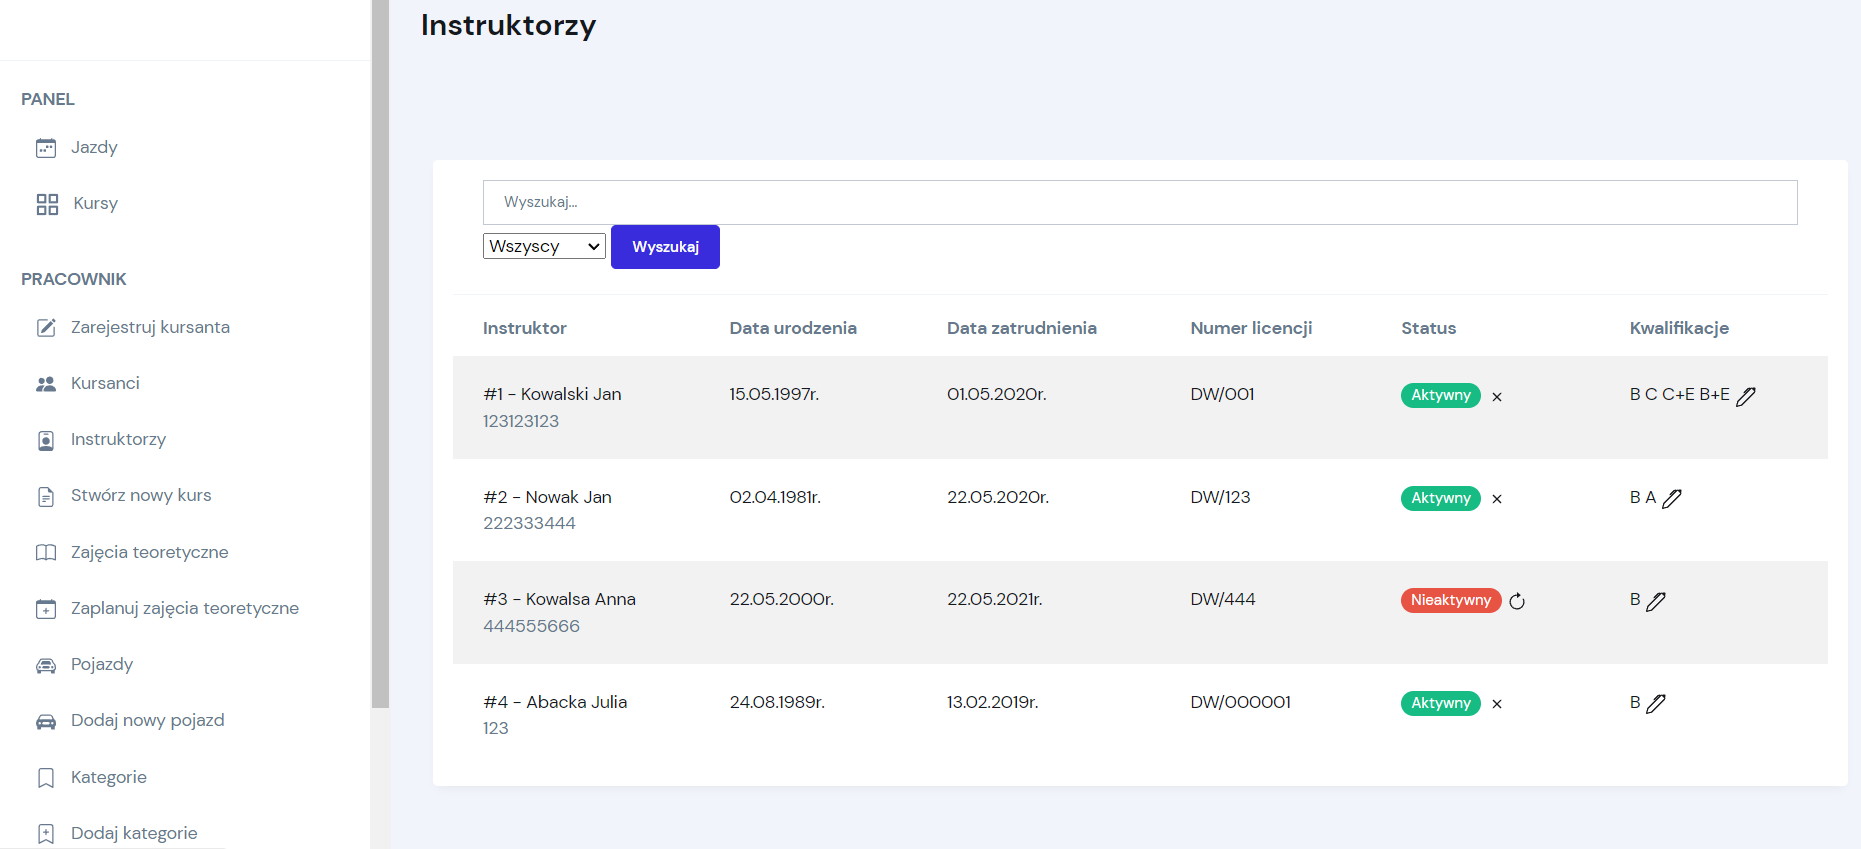 Instruktorzy
PANEL
Jazdy
Kursy
PRACOWNIK
Zarejestruj kursanta
Kursanci
Instruktorzy
Stwórz nowy kurs
Zajęcia teoretyczne
Zaplanuj zajęcia teoretyczne
Pojazdy
Dodaj nowy pojazd
Kategorie
Dodaj kategorie
Wyszukaj...
Wszyscy Wyszukaj
Instruktor Data urodzenia Data zatrudnienia Numer licencji Status Kwalifikacje
#1 - Kowalski Jan 15.05.1997r. 01.05.2020r. DW/001 Aktywny B C C+E B+E
123123123
#2 - Nowak Jan 02.04.1981r. 22.05.2020r. DW/123 Aktywny B A
222333444
#3 - Kowalsa Anna 22.05.2000r. 22.05.2021r. DW/444 Nieaktywny B
444555666
#4 - Abacka Julia 24.08.1989r. 13.02.2019r. DW/000001 Aktywny B
123